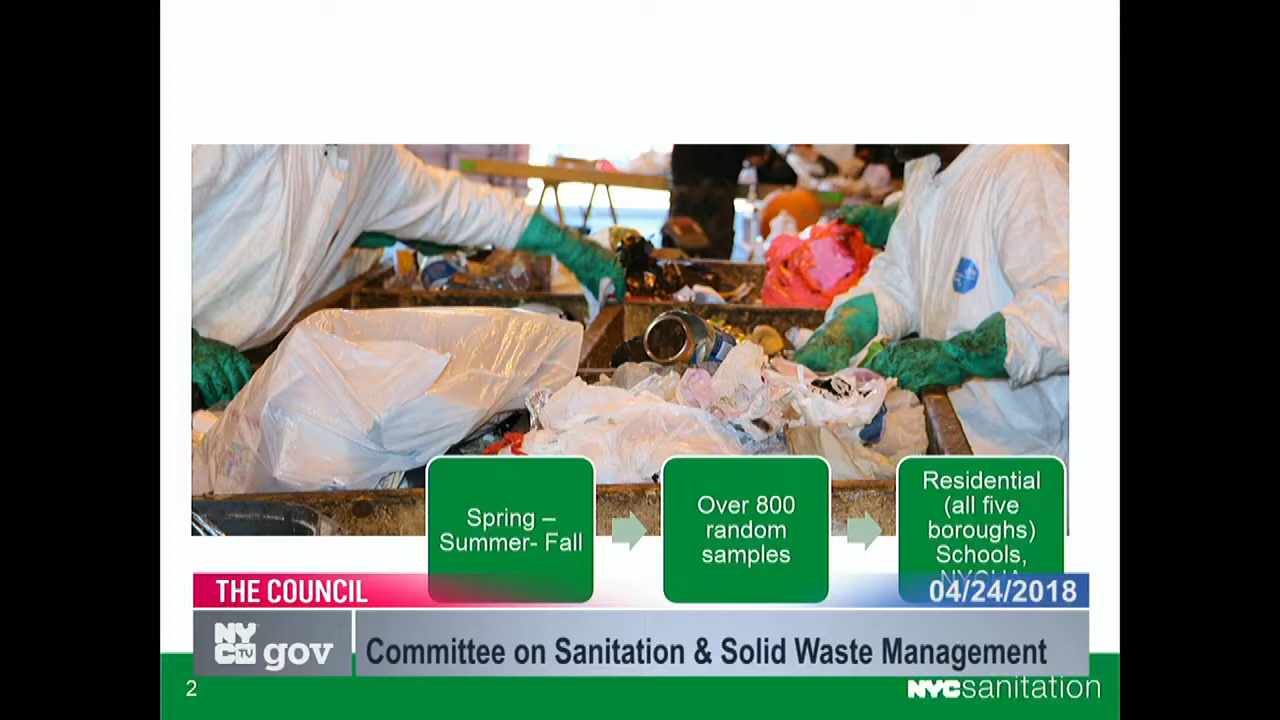 Spring –
Summer- Fall
Over 800
random
samples
Residential
(all five
boroughs)
Schools,
NYCHA
THE COUNCIL
04/24/2018
NYC TV gov
Committee on Sanitation & Solid Waste Management
2
NYCsanitation